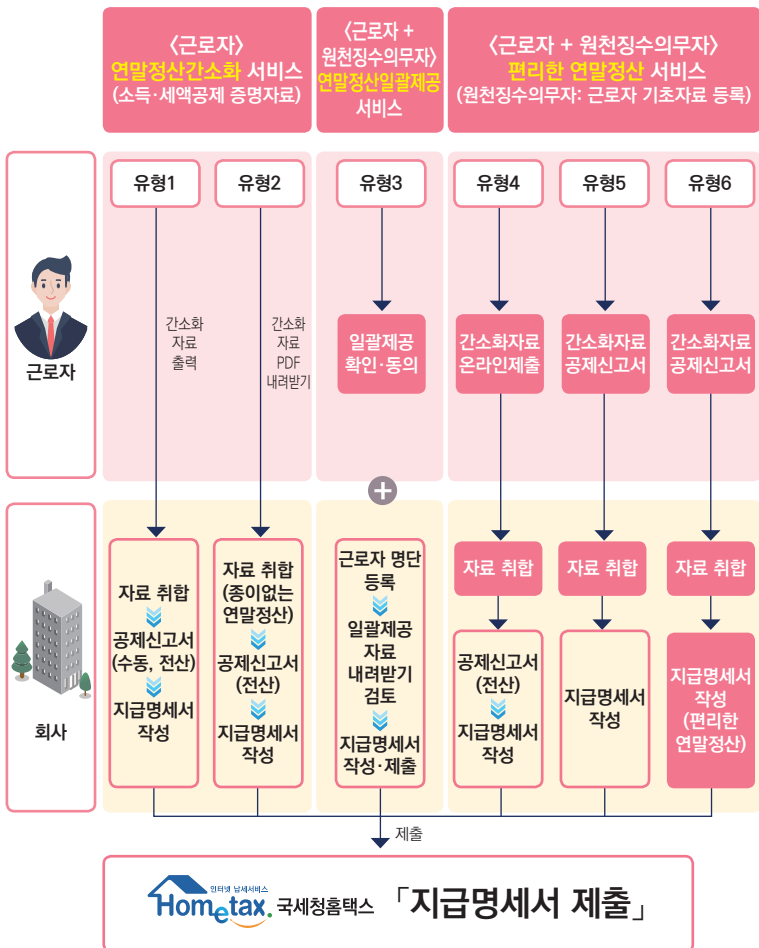 〈근로자〉
연말정산간소화 서비스
(소득·세액공제 증명자료)
〈근로자 +
원천징수의무자〉
연말정산일괄제공
서비스
〈근로자 + 원천징수의무자〉
편리한 연말정산 서비스
(원천징수의무자: 근로자 기초자료 등록)
근로자
유형1
유형2
유형3
유형4
유형5
유형6
간소화
자료
출력
간소화
자료
PDF
내려받기
일괄제공
확인·동의
간소화자료
온라인제출
간소화자료
공제신고서
간소화자료
공제신고서
+
회사
자료 취합
공제신고서
(수동, 전산)
지급명세서
작성
자료 취합
(종이없는
연말정산)
공제신고서
(전산)
지급명세서
작성
근로자 명단
등록
일괄제공
자료
내려받기
검토
지급명세서
작성·제출
자료 취합
공제신고서
(전산)
지급명세서
작성
자료 취합
지급명세서
작성
자료 취합
지급명세서
작성
(편리한
연말정산)
제출
인터넷 납세서비스
Hometax. 국세청홈택스 「지급명세서 제출」